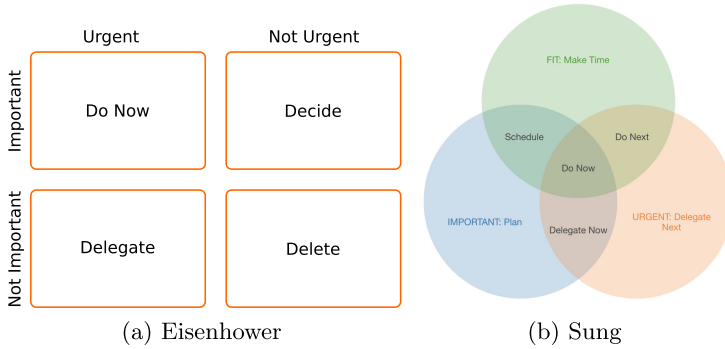 Urgent
Not Urgent
Important
Do Now
Decide
Not Important
Delegate
Delete
(a) Eisenhower
FIT: Make Time
Schedule
Do Next
Do Now
IMPORTANT: Plan
URGENT: Delegate
Next
Delegate Now
(b) Sung